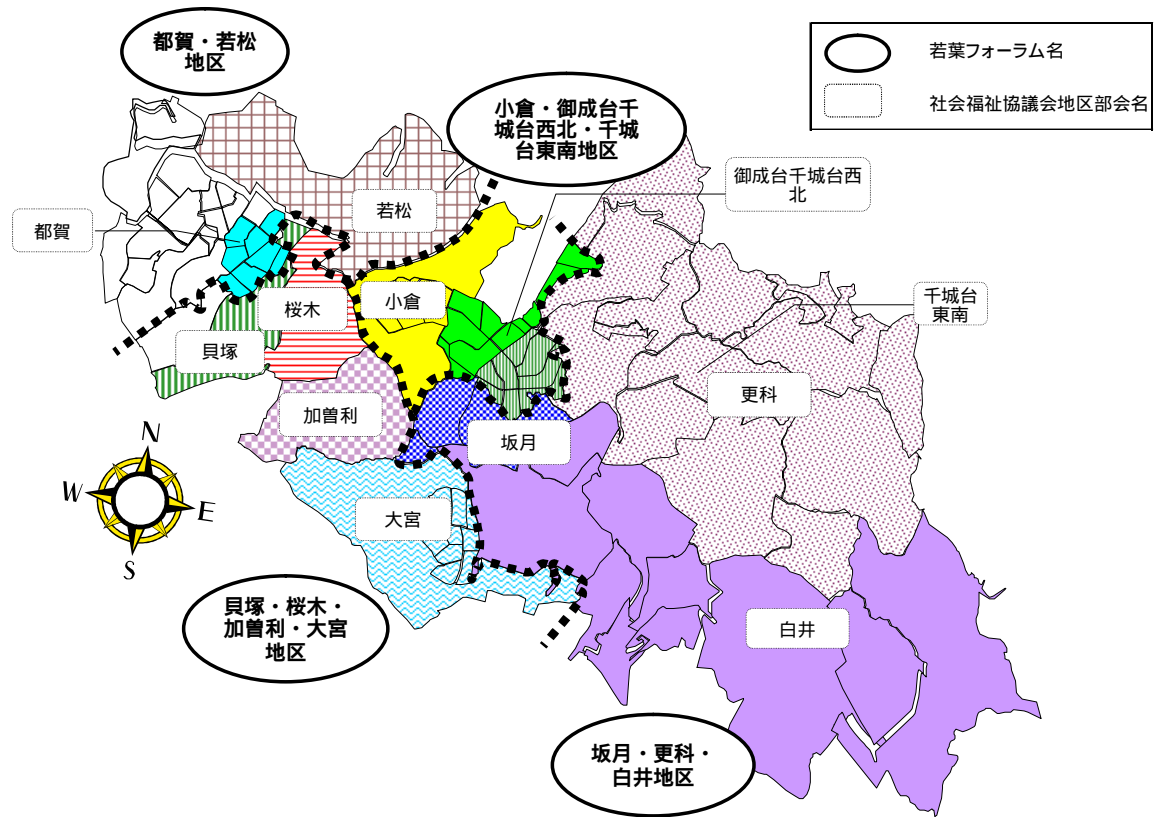 都賀・若松
地区
若葉フォーラム名
社会福祉協議会地区部会名
小倉・御成台千
城台西北・千城
台東南地区
御成台千城台西
北
若松
都賀
小倉
千城台
東南
桜木
貝塚
更科
加曽利
坂月
N
W
E
S
大宮
貝塚・桜木・
加曽利・大宮
地区
白井
坂月・更科・
白井地区